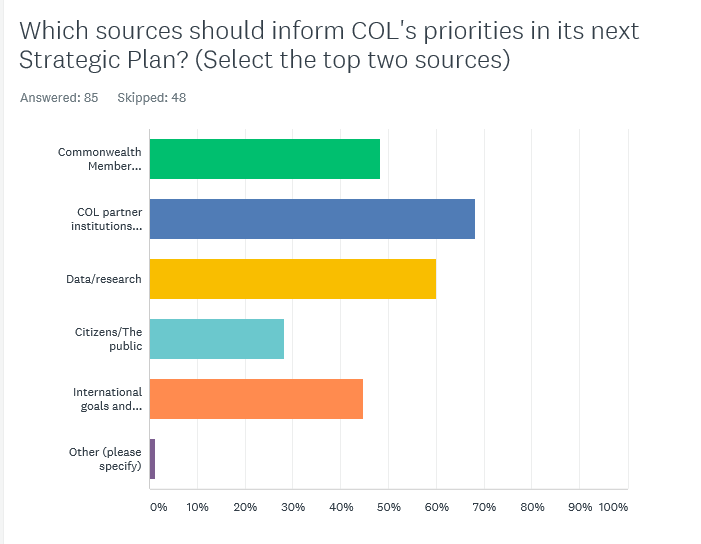 Which sources should inform COL's priorities in its next
Strategic Plan? (Select the top two sources)
Answered: 85 Skipped: 48
Commonwealth
Member...
COL partner
institutions...
Data/research
Citizens/The
public
International
goals and...
Other (please
specify)
0% 10% 20% 30% 40% 50% 60% 70% 80% 90% 100%